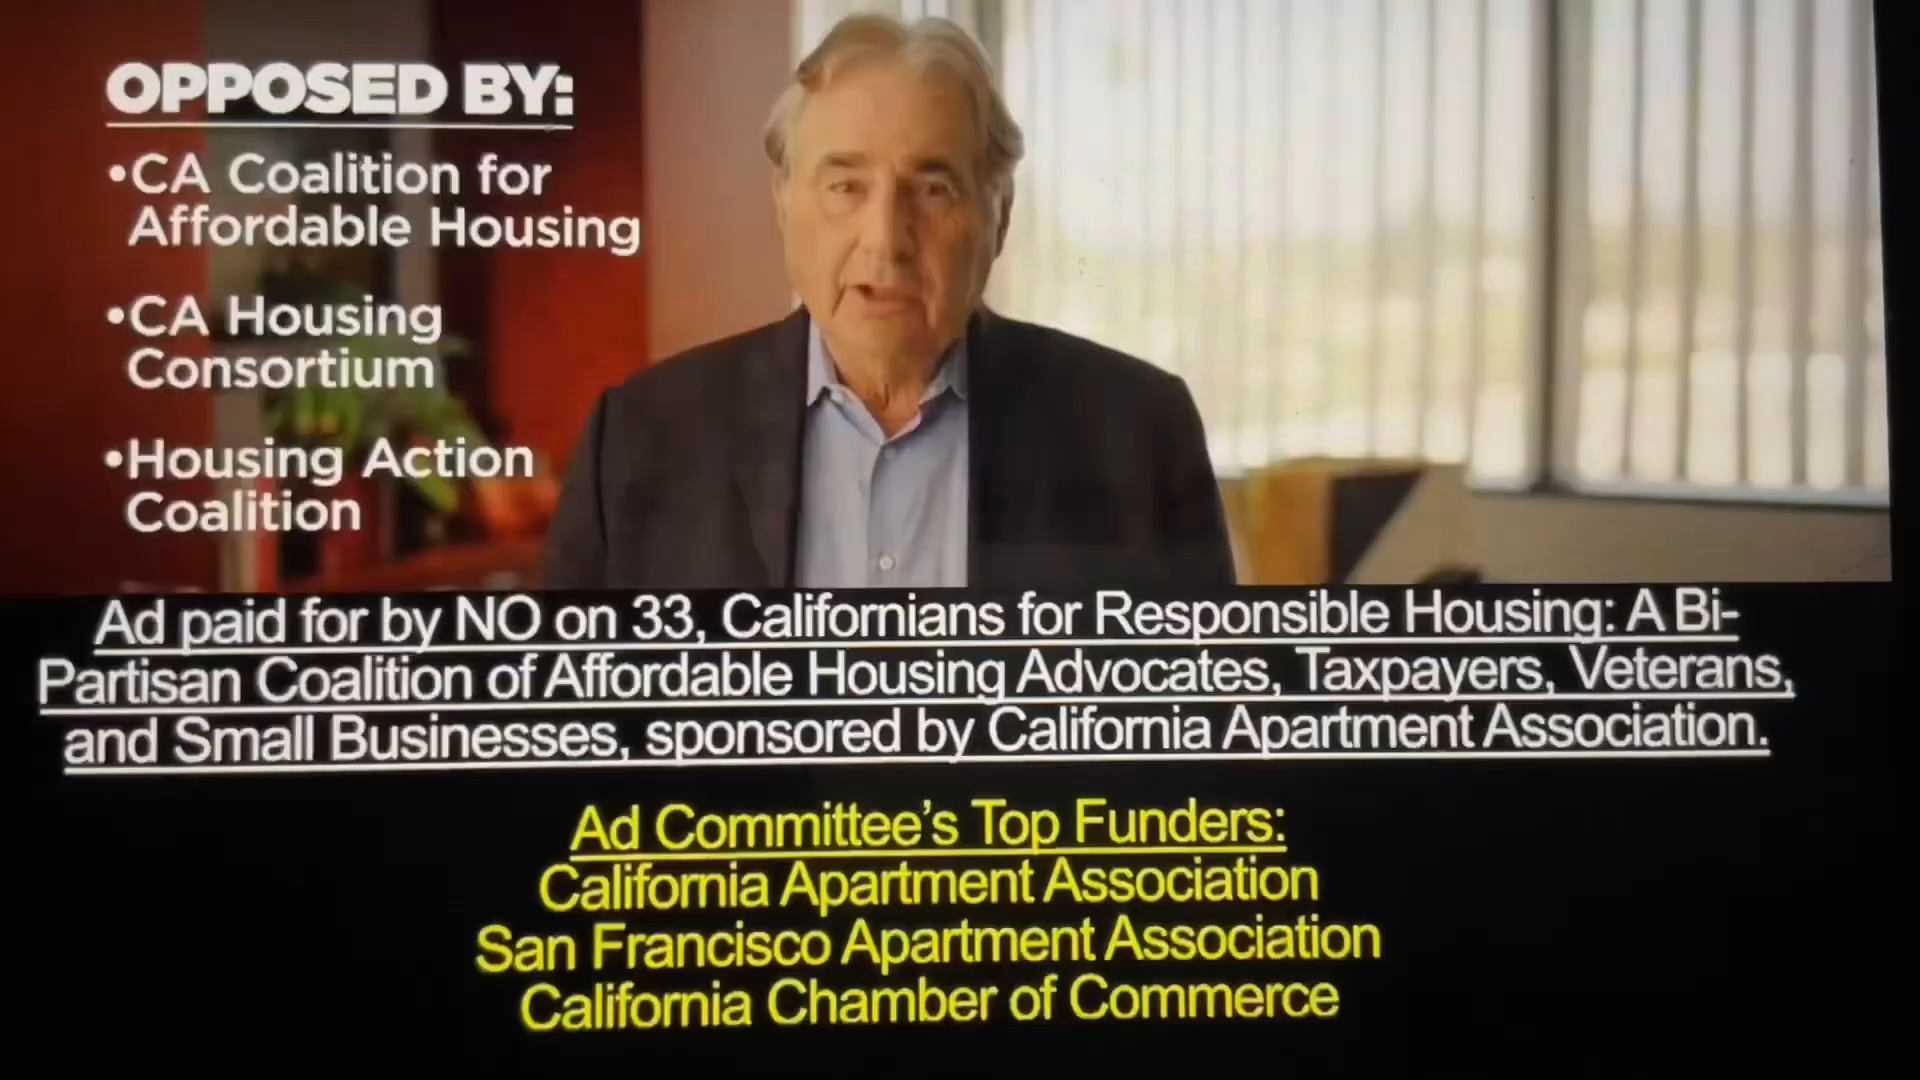 OPPOSED BY:
•CA Coalition for
Affordable Housing
•CA Housing
Consortium
•Housing Action
Coalition
Ad paid for by NO on 33, Californians for Responsible Housing: A Bi-
Partisan Coalition of Affordable Housing Advocates, Taxpayers, Veterans,
and Small Businesses, sponsored by California Apartment Association.
Ad Committee's Top Funders:
California Apartment Association
San Francisco Apartment Association
California Chamber of Commerce